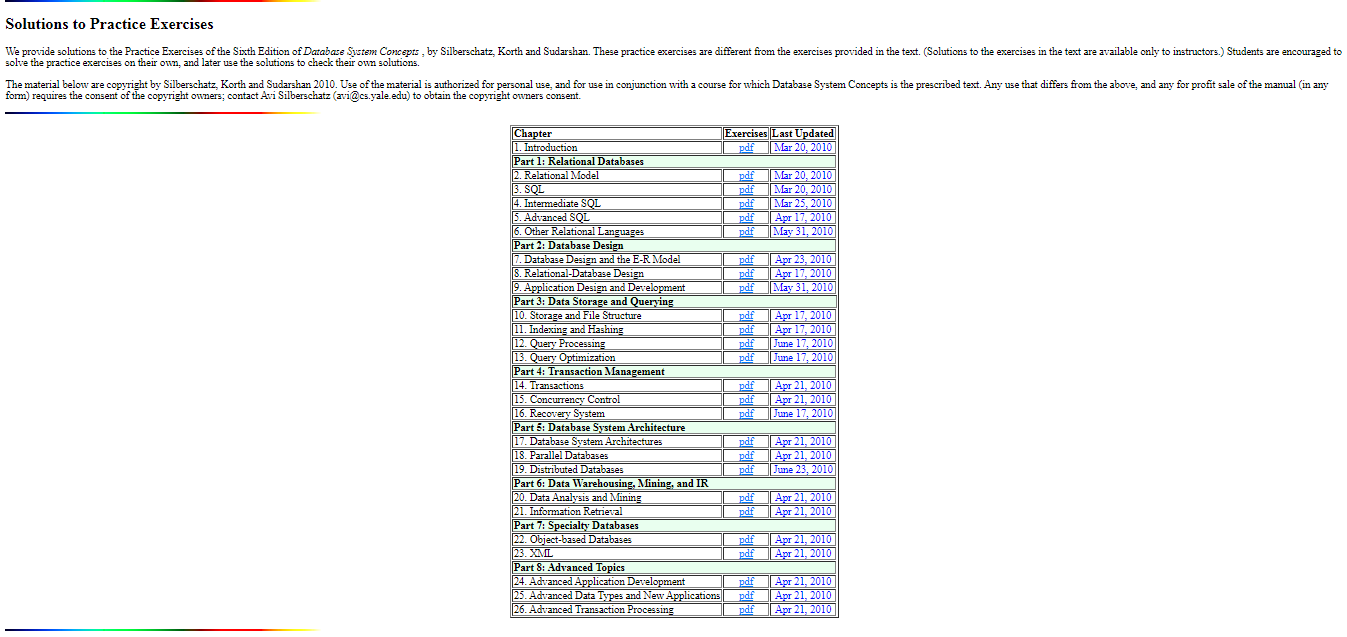 Solutions to Practice Exercises
We provide solutions to the Practice Exercises of the Sixth Edition of Database System Concepts , by Silberschatz, Korth and Sudarshan. These practice exercises are different from the exercises provided in the text. (Solutions to the exercises in the text are available only to instructors.) Students are encouraged to
solve the practice exercises on their own, and later use the solutions to check their own solutions.
The material below are copyright by Silberschatz, Korth and Sudarshan 2010. Use of the material is authorized for personal use, and for use in conjunction with a course for which Database System Concepts is the prescribed text. Any use that differs from the above, and any for profit sale of the manual (in any
form) requires the consent of the copyright owners; contact Avi Silberschatz (avi@cs.yale.edu) to obtain the copyright owners consent.
Chapter Exercises Last Updated
1. Introduction pdf Mar 20, 2010
Part 1: Relational Databases
2. Relational Model pdf Mar 20, 2010
3. SQL pdf Mar 20, 2010
4. Intermediate SQL pdf Mar 25, 2010
5. Advanced SQL pdf Apr 17, 2010
6. Other Relational Languages pdf May 31, 2010
Part 2: Database Design
7. Database Design and the E-R Model pdf Apr 23, 2010
8. Relational-Database Design pdf Apr 17, 2010
9. Application Design and Development pdf May 31, 2010
Part 3: Data Storage and Querying
10. Storage and File Structure pdf Apr 17, 2010
11. Indexing and Hashing pdf Apr 17, 2010
12. Query Processing pdf June 17, 2010
13. Query Optimization pdf June 17, 2010
Part 4: Transaction Management
14. Transactions pdf Apr 21, 2010
15. Concurrency Control pdf Apr 21, 2010
16. Recovery System pdf June 17, 2010
Part 5: Database System Architecture
17. Database System Architectures pdf Apr 21, 2010
18. Parallel Databases pdf Apr 21, 2010
19. Distributed Databases pdf June 23, 2010
Part 6: Data Warehousing, Mining, and IR
20. Data Analysis and Mining pdf Apr 21, 2010
21. Information Retrieval pdf Apr 21, 2010
Part 7: Specialty Databases
22. Object-based Databases pdf Apr 21, 2010
23. XML pdf Apr 21, 2010
Part 8: Advanced Topics
24. Advanced Application Development pdf Apr 21, 2010
25. Advanced Data Types and New Applications pdf Apr 21, 2010
26. Advanced Transaction Processing pdf Apr 21, 2010